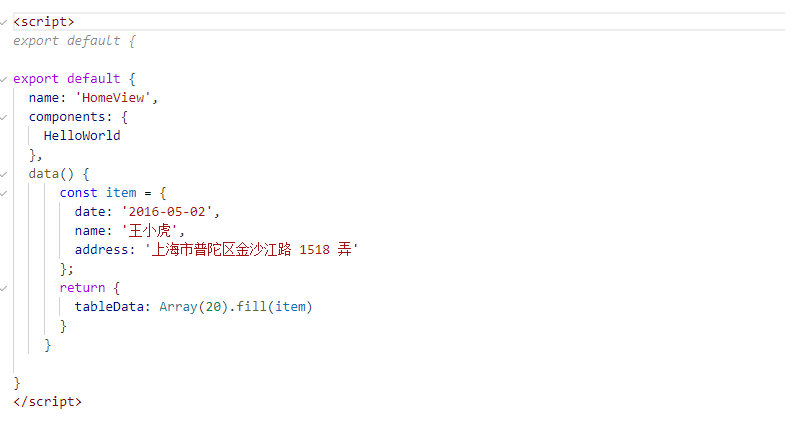 <script>
export default {
export default {
name: 'HomeView',
components: {
HelloWorld
},
data() {
const item = {
date: '2016-05-02',
name: '王小虎',
address: '上海市普陀区金沙江路 1518 弄'
};
return {
tableData: Array(20).fill(item)
}
}
}
</script>